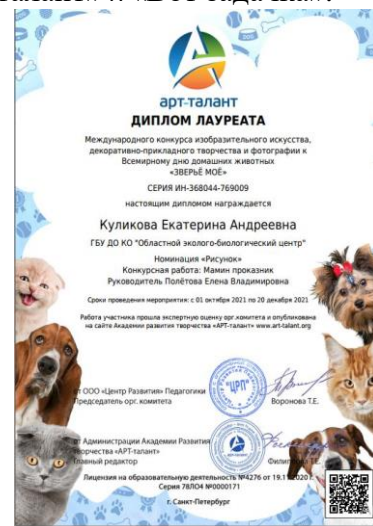 арт-талант
ДИПЛОМ ЛАУРЕАТА
Международного конкурса изобразительного искусства,
декоративно-прикладного творчества и фотографии к
Всемирному дню домашних животных
«ЗВЕРЬЁ МОЁ»
СЕРИЯ ИН-368044-769009
настоящим дипломом награждается
Куликова Екатерина Андреевна
ГБУ ДО КО "Областной эколого-биологический центр"
Номинация «Рисунок»
Конкурсная работа: Мамин проказник
Руководитель Полётова Елена Владимировна
Сроки проведения мероприятия: с 01 октября 2021 по 20 декабря 2021
Работа участника прошла экспертную оценку орг.комитета и опубликована
на сайте Академии развития творчества «АРТ-талант» www.art-talant.org
от ООО «Центр Развития» Педагогики
Председатель орг. комитета
"ЦРП"
Воронова Т.Е.
от Администрации Академии Развития
творчества «АРТ-талант»
Главный редактор
Лицензия на образовательную деятельность №4276 от 19.11.2020 г.
Серия 78ЛО4 №0000171
г. Санкт-Петербург